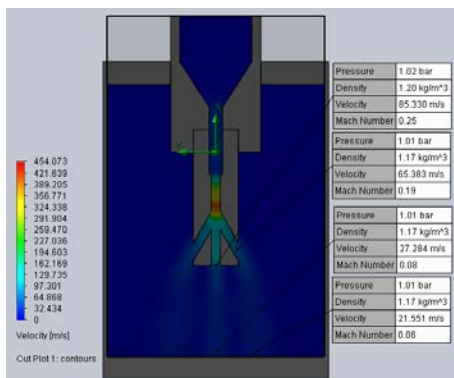 Pressure 1.02 bar
Density 1.20 kg/m^3
Velocity 85.330 m/s
Mach Number 0.25
Pressure 1.01 bar
Density 1.17 kg/m^3
Velocity 65.383 m/s
Mach Number 0.19
Pressure 1.01 bar
Density 1.17 kg/m^3
Velocity 27.284 m/s
Mach Number 0.08
Pressure 1.01 bar
Density 1.17 kg/m^3
Velocity 21.551 m/s
Mach Number 0.06
X
Y
454.073
421.639
389.205
356.771
324.338
291.904
259.470
227.036
194.603
162.169
129.735
97.301
64.868
32.434
0
Velocity [m/s]
Cut Plot 1: contours